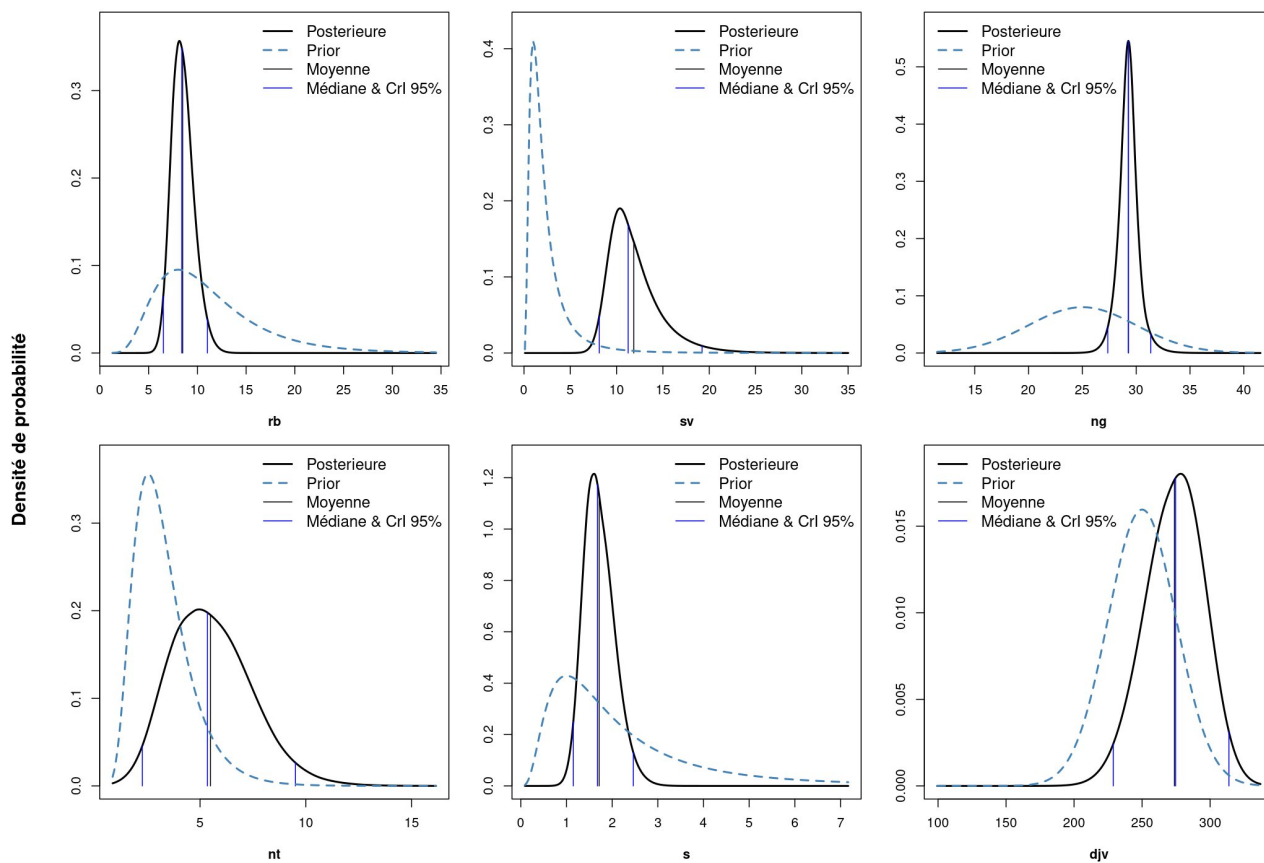 Densité de probabilité
Posterieure
Prior
Moyenne
Médiane & CrI 95%
0.0 0.1 0.2 0.3
0 5 10 15 20 25 30 35
rb
Posterieure
Prior
Moyenne
Médiane & CrI 95%
0.0 0.1 0.2 0.3 0.4
0 5 10 15 20 25 30 35
sv
Posterieure
Prior
Moyenne
Médiane & CrI 95%
0.0 0.1 0.2 0.3 0.4 0.5
15 20 25 30 35 40
ng
Posterieure
Prior
Moyenne
Médiane & CrI 95%
0.0 0.1 0.2 0.3
5 10 15
nt
Posterieure
Prior
Moyenne
Médiane & CrI 95%
0.0 0.2 0.4 0.6 0.8 1.0 1.2
0 1 2 3 4 5 6 7
s
Posterieure
Prior
Moyenne
Médiane & CrI 95%
0.000 0.005 0.010 0.015
100 150 200 250 300
djv